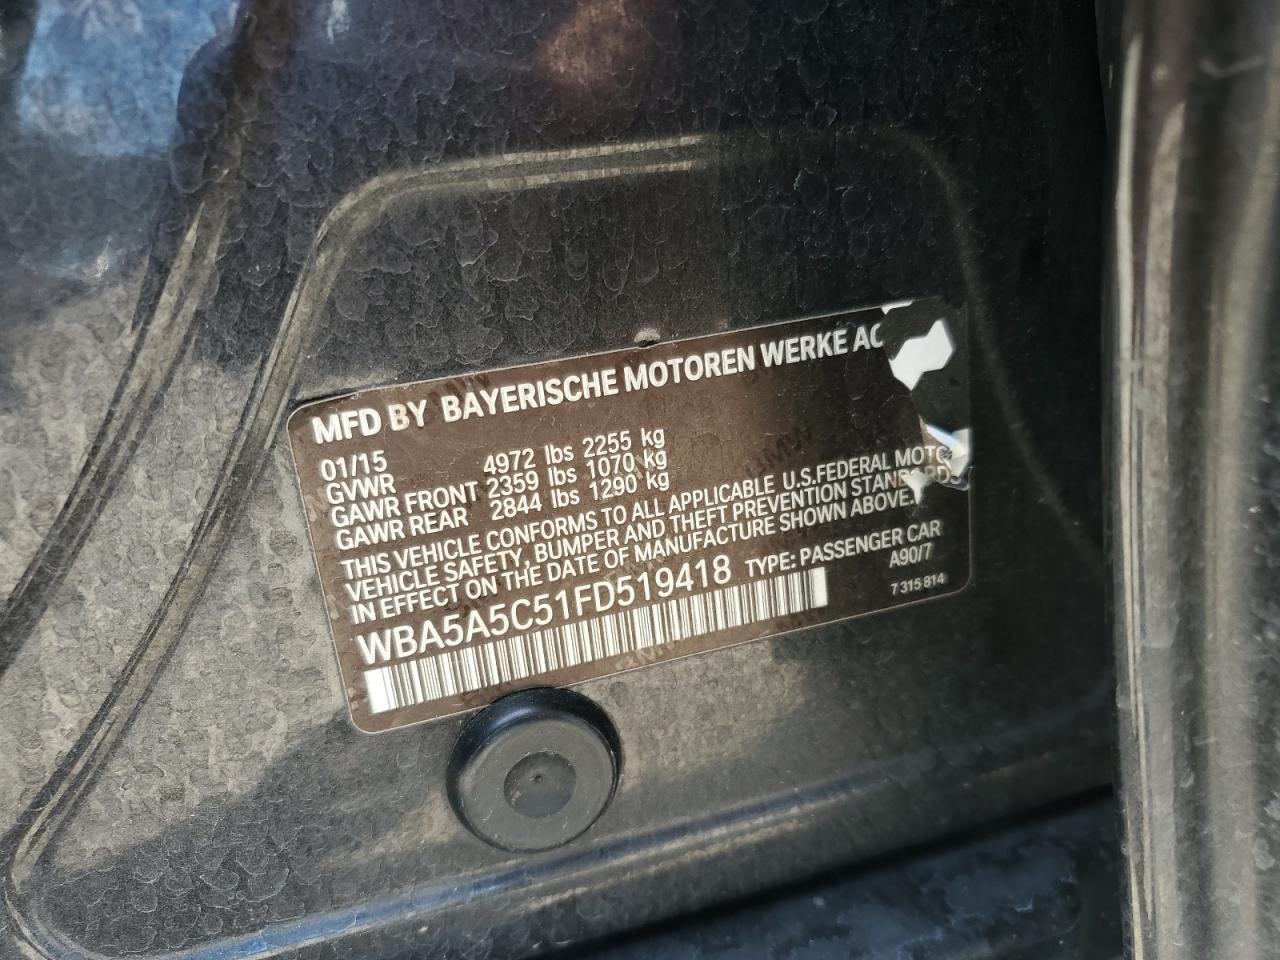 MFD BY BAYERISCHE MOTOREN WERKE AG
01/15
GVWR 4972 lbs 2255 kg
GAWR FRONT 2359 lbs 1070 kg
GAWR REAR 2844 lbs 1290 kg
THIS VEHICLE CONFORMS TO ALL APPLICABLE U.S.FEDERAL MOTO
VEHICLE SAFETY, BUMPER AND THEFT PREVENTION STANDARDS
IN EFFECT ON THE DATE OF MANUFACTURE SHOWN ABOVE.
WBA5A5C51FD519418 TYPE: PASSENGER CAR
A90/7
7 315 814